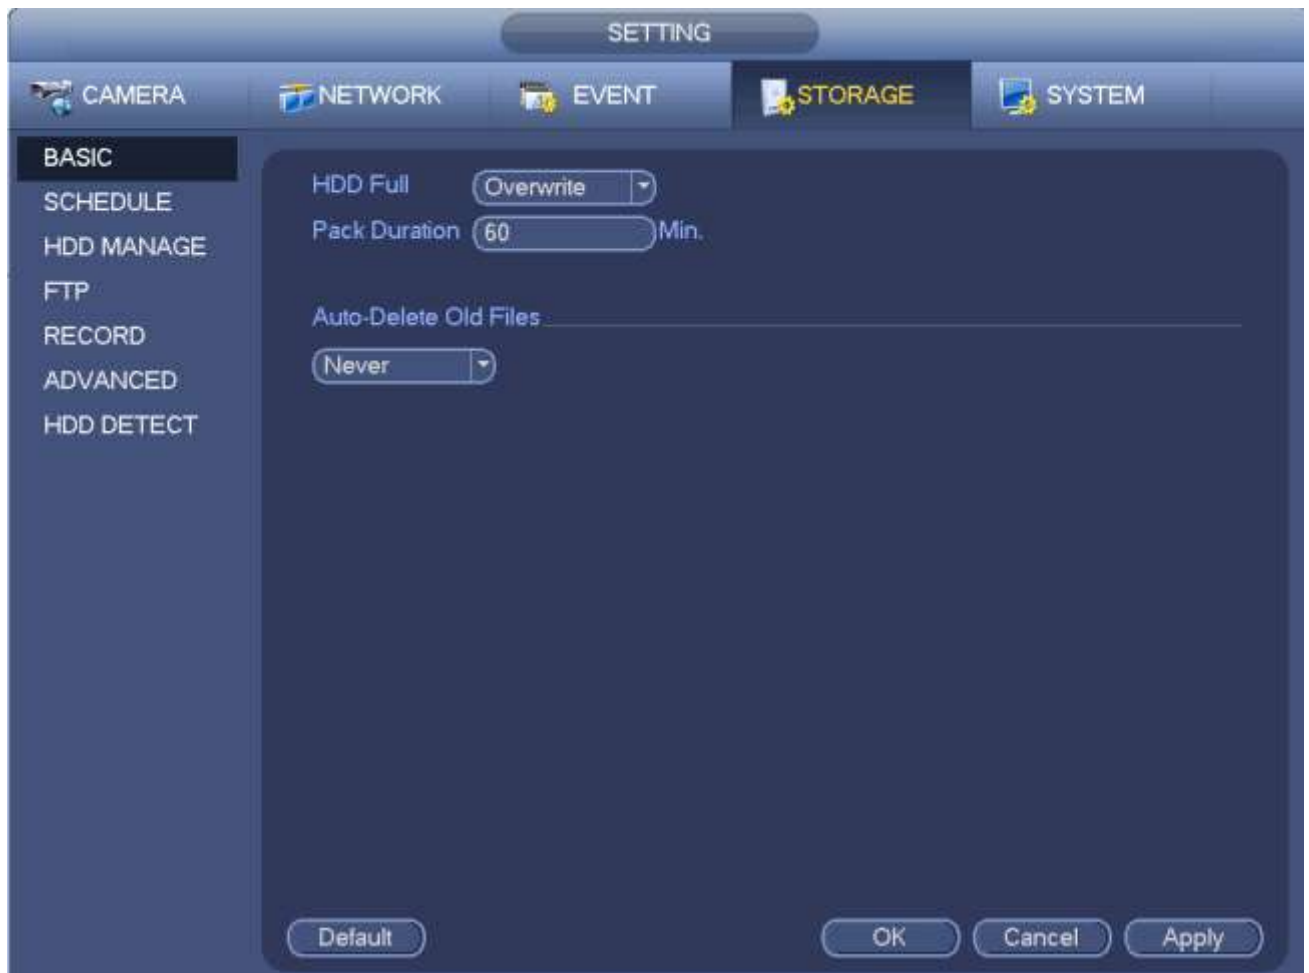 SETTING
CAMERA NETWORK EVENT STORAGE SYSTEM
BASIC
SCHEDULE
HDD MANAGE
FTP
RECORD
ADVANCED
HDD DETECT
HDD Full Overwrite
Pack Duration 60 Min.
Auto-Delete Old Files
Never
Default OK Cancel Apply